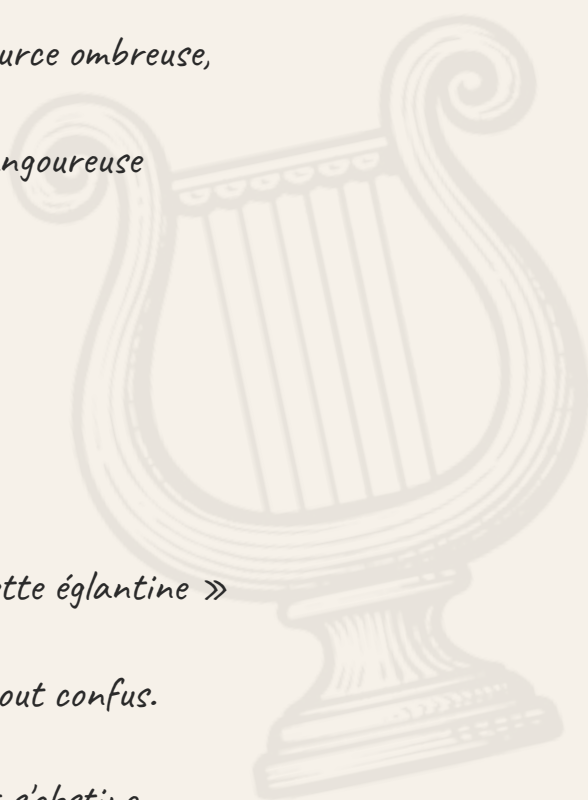 urce ombreuse,
ngoureuse
tte églantine »
out confus.